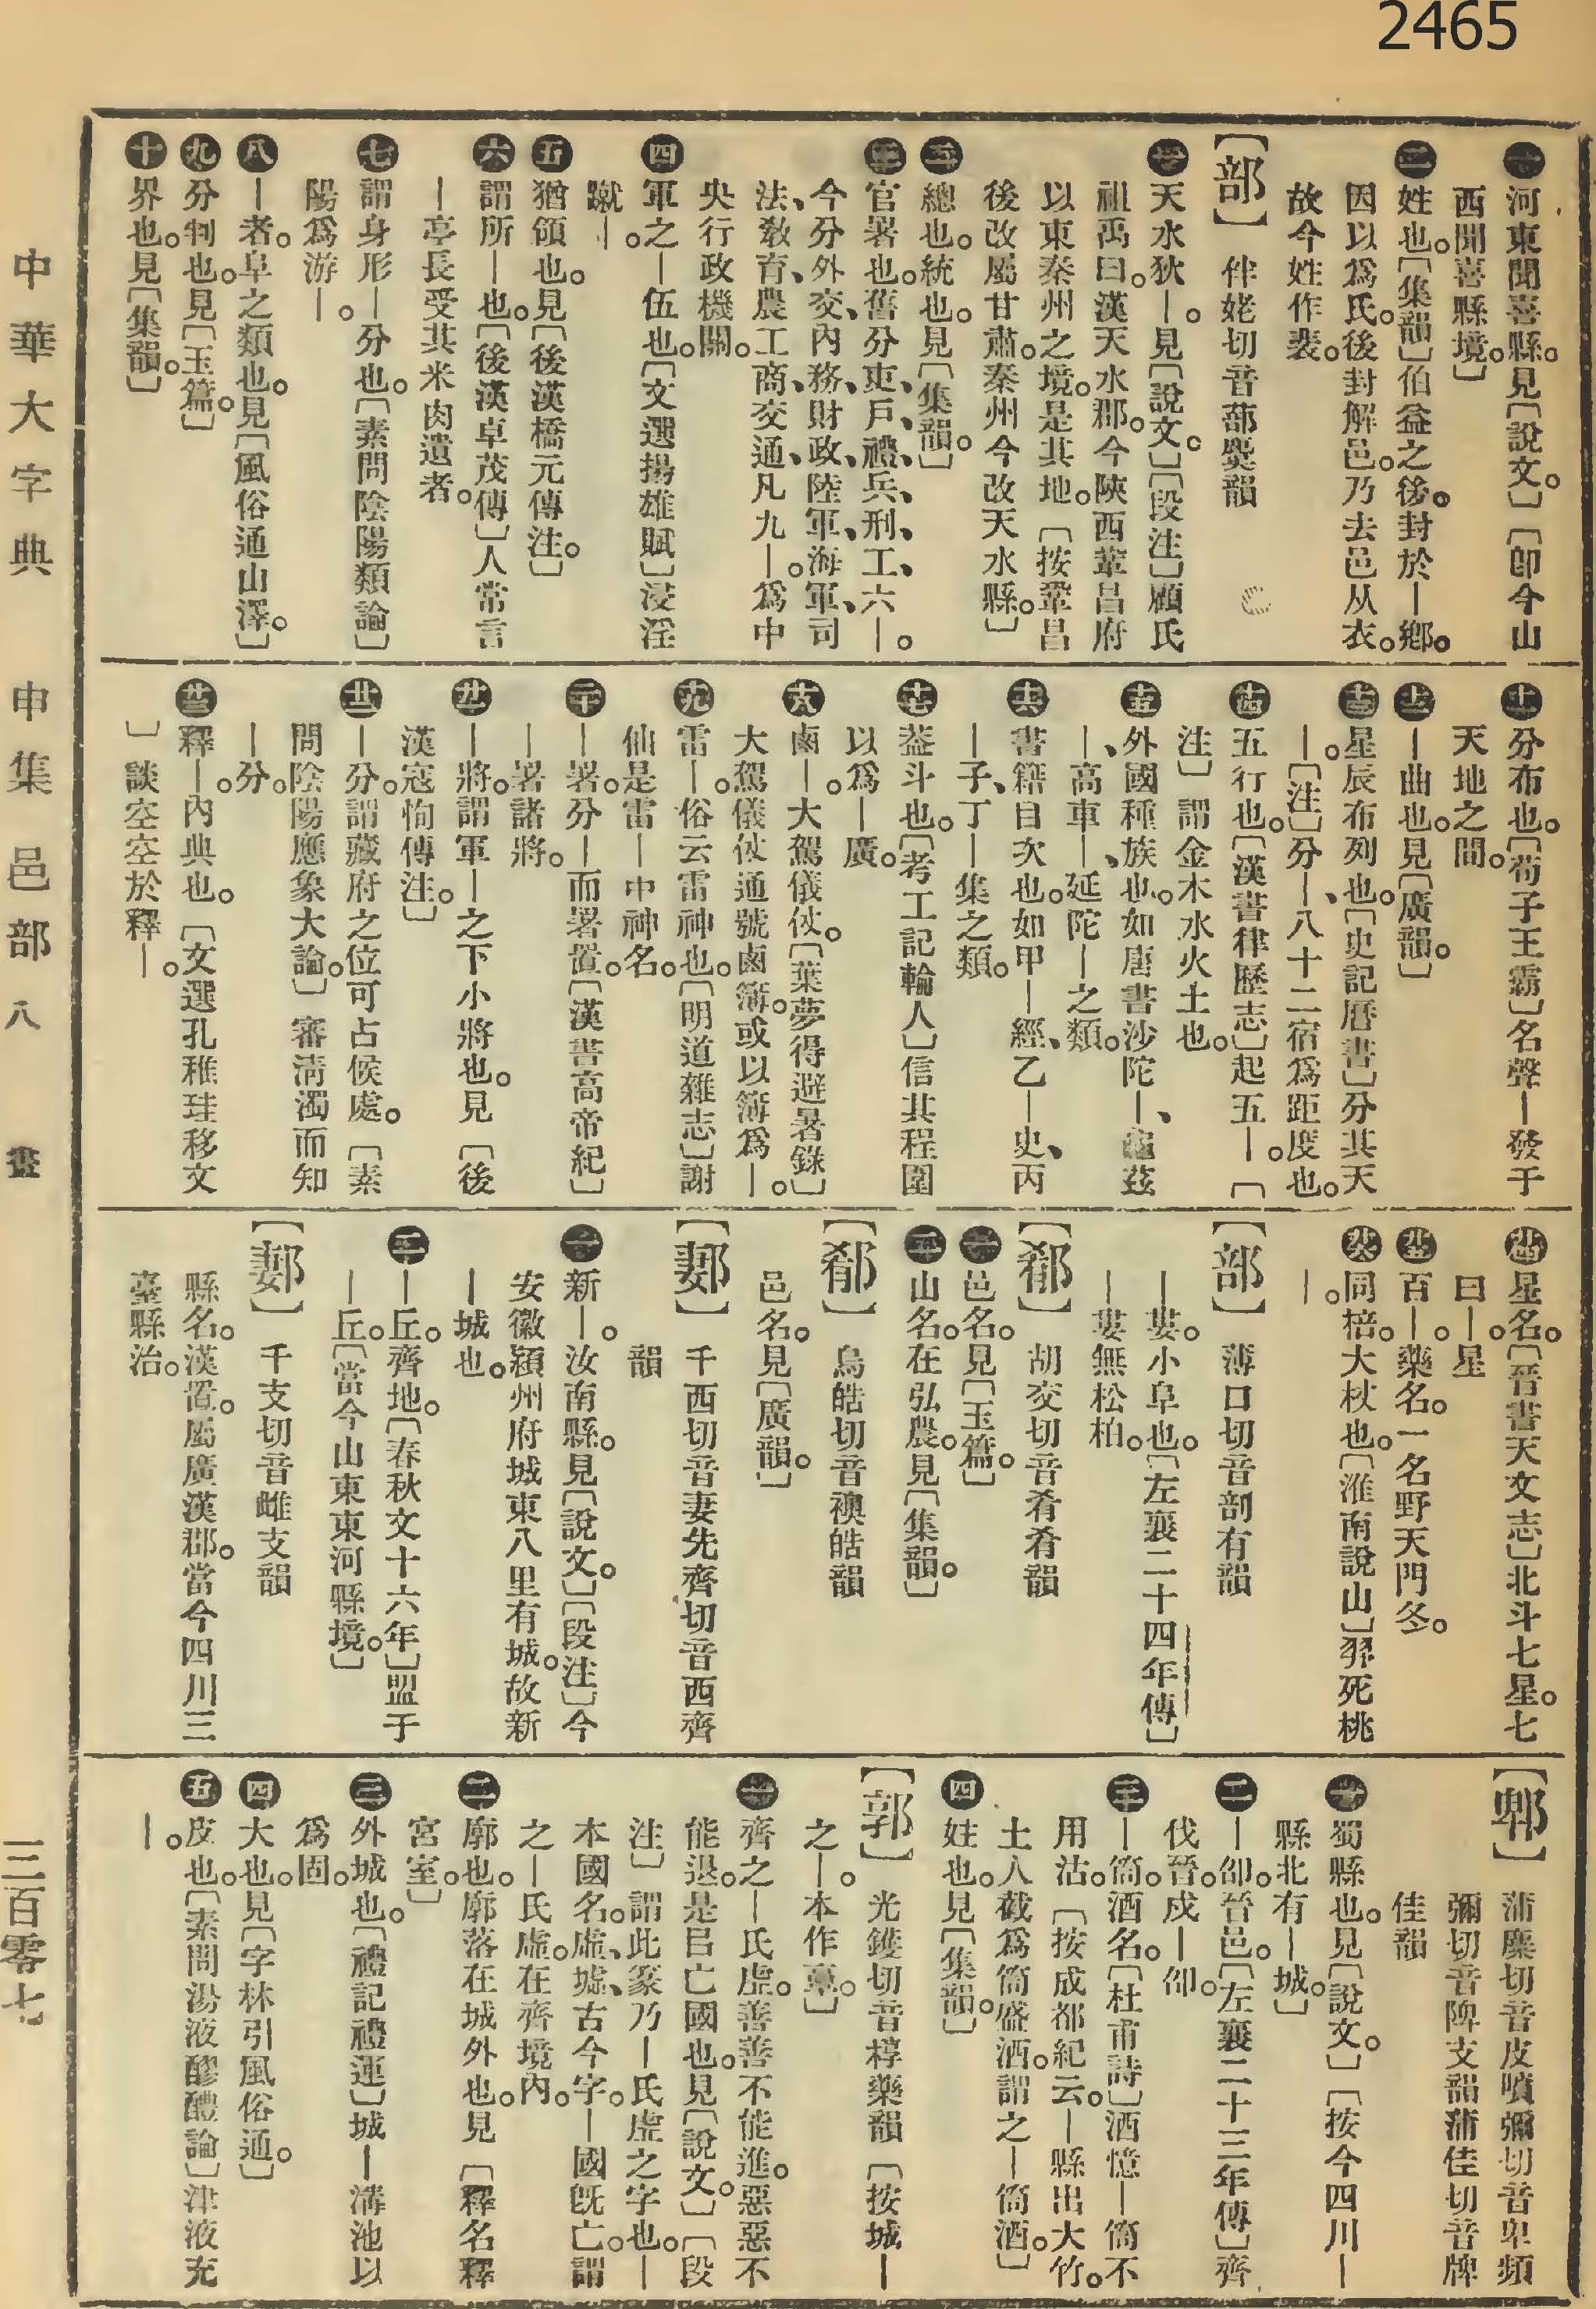 2465
㊀河東聞喜縣。見〔說文。〕〔卽今山
西聞喜縣境。〕
㊁姓也。〔集韻〕伯益之後。封於—鄉。
因以爲氏。後封解邑。乃去邑从衣。
故今姓作裴。
〔部〕伴姥切音蔀麌韻
㊀天水狄—。見〔說文。〕〔段注〕顧氏
祖禹曰。漢天水郡。今陝西鞏昌府
以東秦州之境。是其地。〔按鞏昌
後改屬甘肅。秦州今改天水縣。〕
㊁總也。統也。見〔集韻。〕
㊂官署也。舊分吏、戶、禮、兵、刑、工、六—。
今分外交、內務、財政、陸軍、海軍、司
法、敎育、農工商、交通、凡九—。爲中
央行政機關。
㊃軍之—伍也。〔文選揚雄賦〕浸淫
蹴—。
㊄猶領也。見〔後漢橋元傳注。〕
㊅謂所—也。〔後漢卓茂傳〕人常言
—亭長受其米肉遺者。
㊆謂身形—分也。〔素問陰陽類論〕
陽爲游—。
㊇—者。阜之類也。見〔風俗通山澤。〕
㊈分判也。見〔玉篇。〕
㊉界也。見〔集韻。〕
十一分布也。〔荀子王霸〕名聲—發于
天地之間。
十二—曲也。見〔廣韻。〕
十三星辰布列也。〔史記曆書〕分其天
—。〔注〕分—、八十二宿爲距度也。
十四五行也。〔漢書律歷志〕起五—。〔
注〕謂金木水火土也。
十五外國種族也。如唐書沙陀—、龜茲
—、高車—、延陀—之類。
十六書籍目次也。如甲—經、乙—史、丙
—子、丁—集之類。
十七葢斗也。〔考工記輪人〕信其程圍
以爲—廣。
十八鹵—。大駕儀仗。〔葉夢得避暑錄〕
大駕儀仗通號鹵簿。或以簿爲—。
十九雷—。俗云雷神也。〔明道雜志〕謝
仙是雷—中神名。
二十—署。分—而署置。〔漢書高帝紀〕
—署諸將。
廿一—將。謂軍—之下小將也。見〔後
漢寇恂傳注。〕
廿二—分。謂藏府之位可占候處。〔素
問陰陽應象大論。〕審淸濁而知
—分。
廿三釋—。內典也。〔文選孔稚珪移文
〕談空空於釋—。
廿四星名。〔晉書天文志〕北斗七星。七
曰—。星
廿五百—。藥名。一名野天門冬。
廿六同棓。大杖也。〔淮南說山〕羿死桃
—。
〔部〕薄口切音剖有韻
—婁。小阜也。〔左襄二十四年傳〕
—婁無松柏。
〔郩〕胡交切音肴肴韻
㊀邑名。見〔玉篇。〕
㊁山名。在弘農。見〔集韻。〕
〔䣌〕烏皓切音襖皓韻
邑名。見〔廣韻。〕
〔郪〕千西切音妻先齊切音西齊
韻
㊀新—。汝南縣。見〔說文。〕〔段注〕今
安徽潁州府城東八里有城。故新
—城也。
㊁—丘。齊地。〔春秋文十六年〕盟于
—丘。〔當今山東東河縣境。〕
〔郪〕千支切音雌支韻
縣名。漢置。屬廣漢郡。當今四川三
臺縣治。
〔郫〕蒲麋切音皮噴彌切音卑頻
彌切音陴支韻蒲佳切音牌
佳韻
㊀蜀縣也。見〔說文。〕〔按今四川—
縣北有—城。〕
㊁—卲。晉邑。〔左襄二十三年傳〕齊
伐晉。戍—卲。
㊂—筩。酒名。〔杜甫詩〕酒憶—筩不
用沽。〔按成都紀云。—縣出大竹。
土人截爲筩盛酒。謂之—筩酒。〕
㊃姓也。見〔集韻。〕
〔郭〕光鑊切音椁藥韻〔按城—
之—。本作𩫏。〕
㊀齊之—氏虛。善善不能進。惡惡不
能退。是吕亡國也。見〔說文。〕〔段
注〕謂此篆乃—氏虛之字也。—
本國名。虛、墟、古今字。—國旣亡。謂
之—氏虛。在齊境內。
㊁廓也。廓落在城外也。見〔釋名釋
宮室。〕
㊂外城也。〔禮記禮運〕城—溝池以
爲固。
㊃大也。見〔字林引風俗通。〕
㊄皮也。〔素問湯液醪醴論〕津液充
—。
中華大字典 申集 邑部 八畫 三百零七